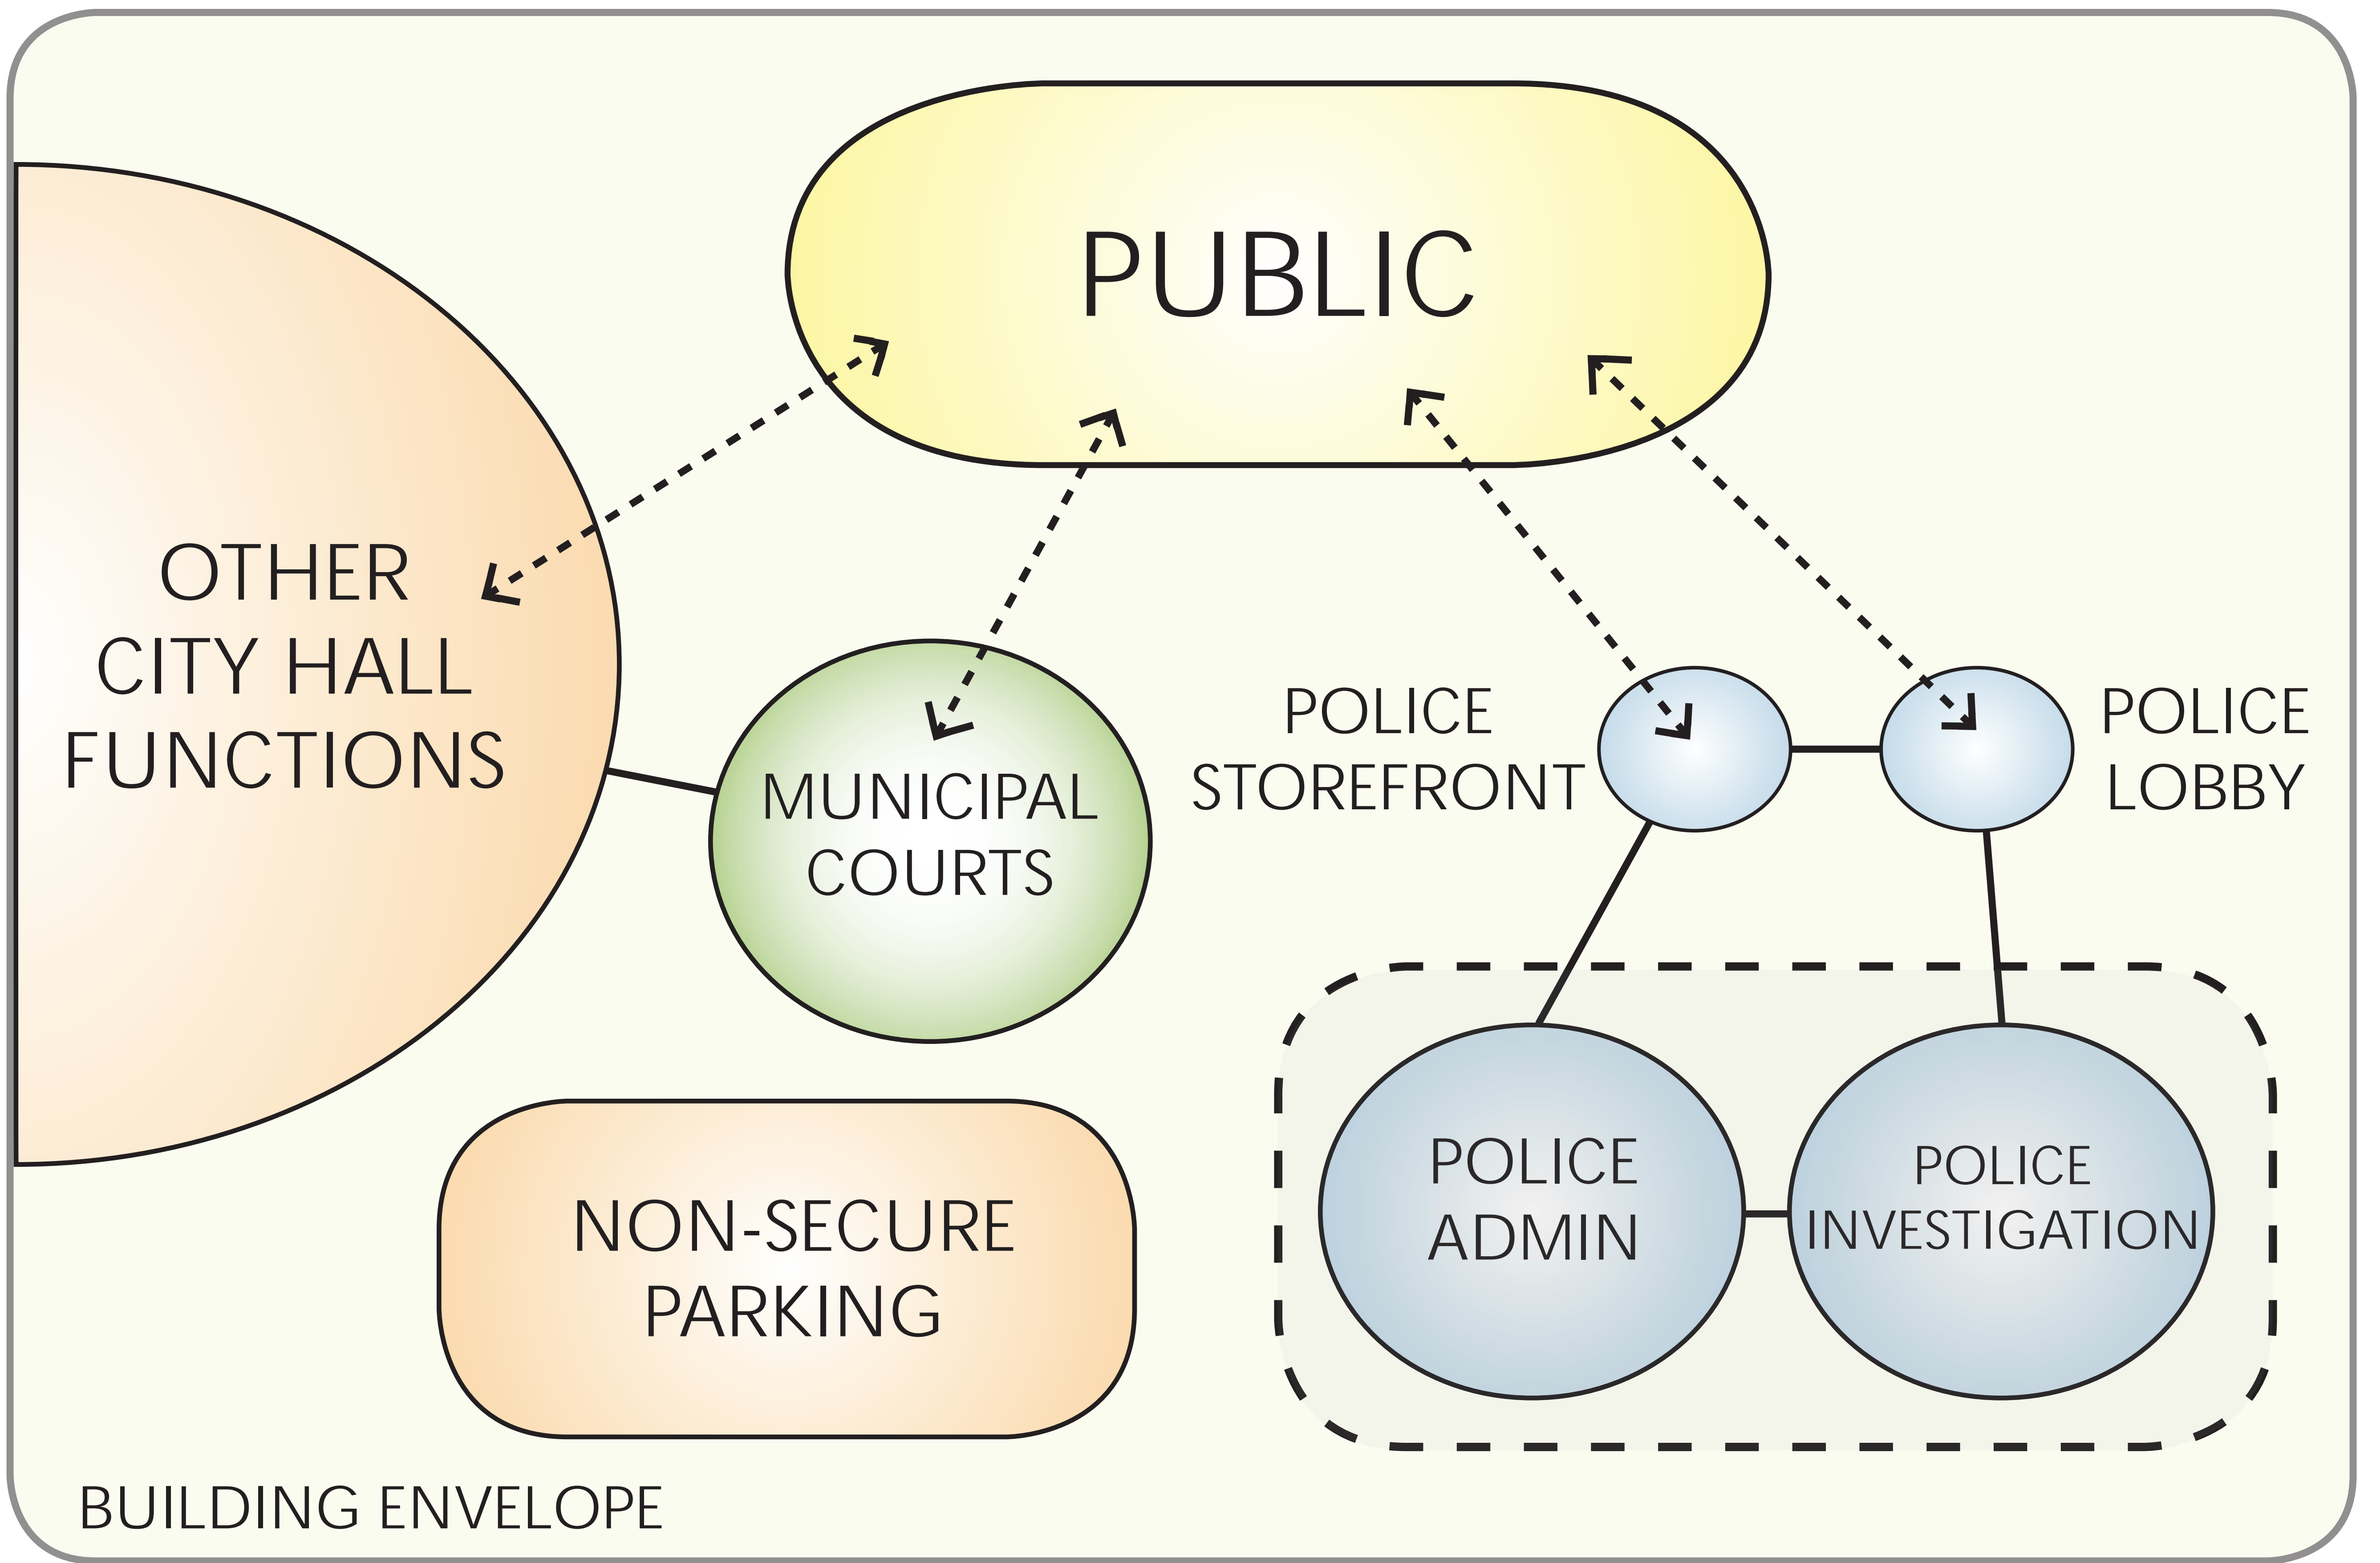 PUBLIC
OTHER
CITY HALL
FUNCTIONS
MUNICIPAL
COURTS
POLICE
STOREFRONT
POLICE
LOBBY
POLICE
ADMIN
POLICE
INVESTIGATION
NON-SECURE
PARKING
BUILDING ENVELOPE